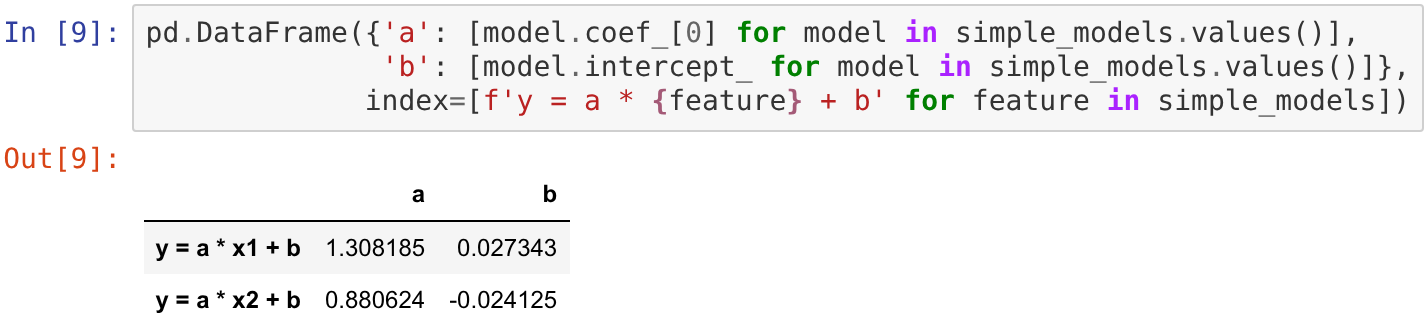 In [9]: pd.DataFrame({'a': [model.coef_[0] for model in simple_models.values()],
'b': [model.intercept_ for model in simple_models.values()]},
index=[f'y = a * {feature} + b' for feature in simple_models])
Out[9]:
a b
y = a * x1 + b 1.308185 0.027343
y = a * x2 + b 0.880624 -0.024125